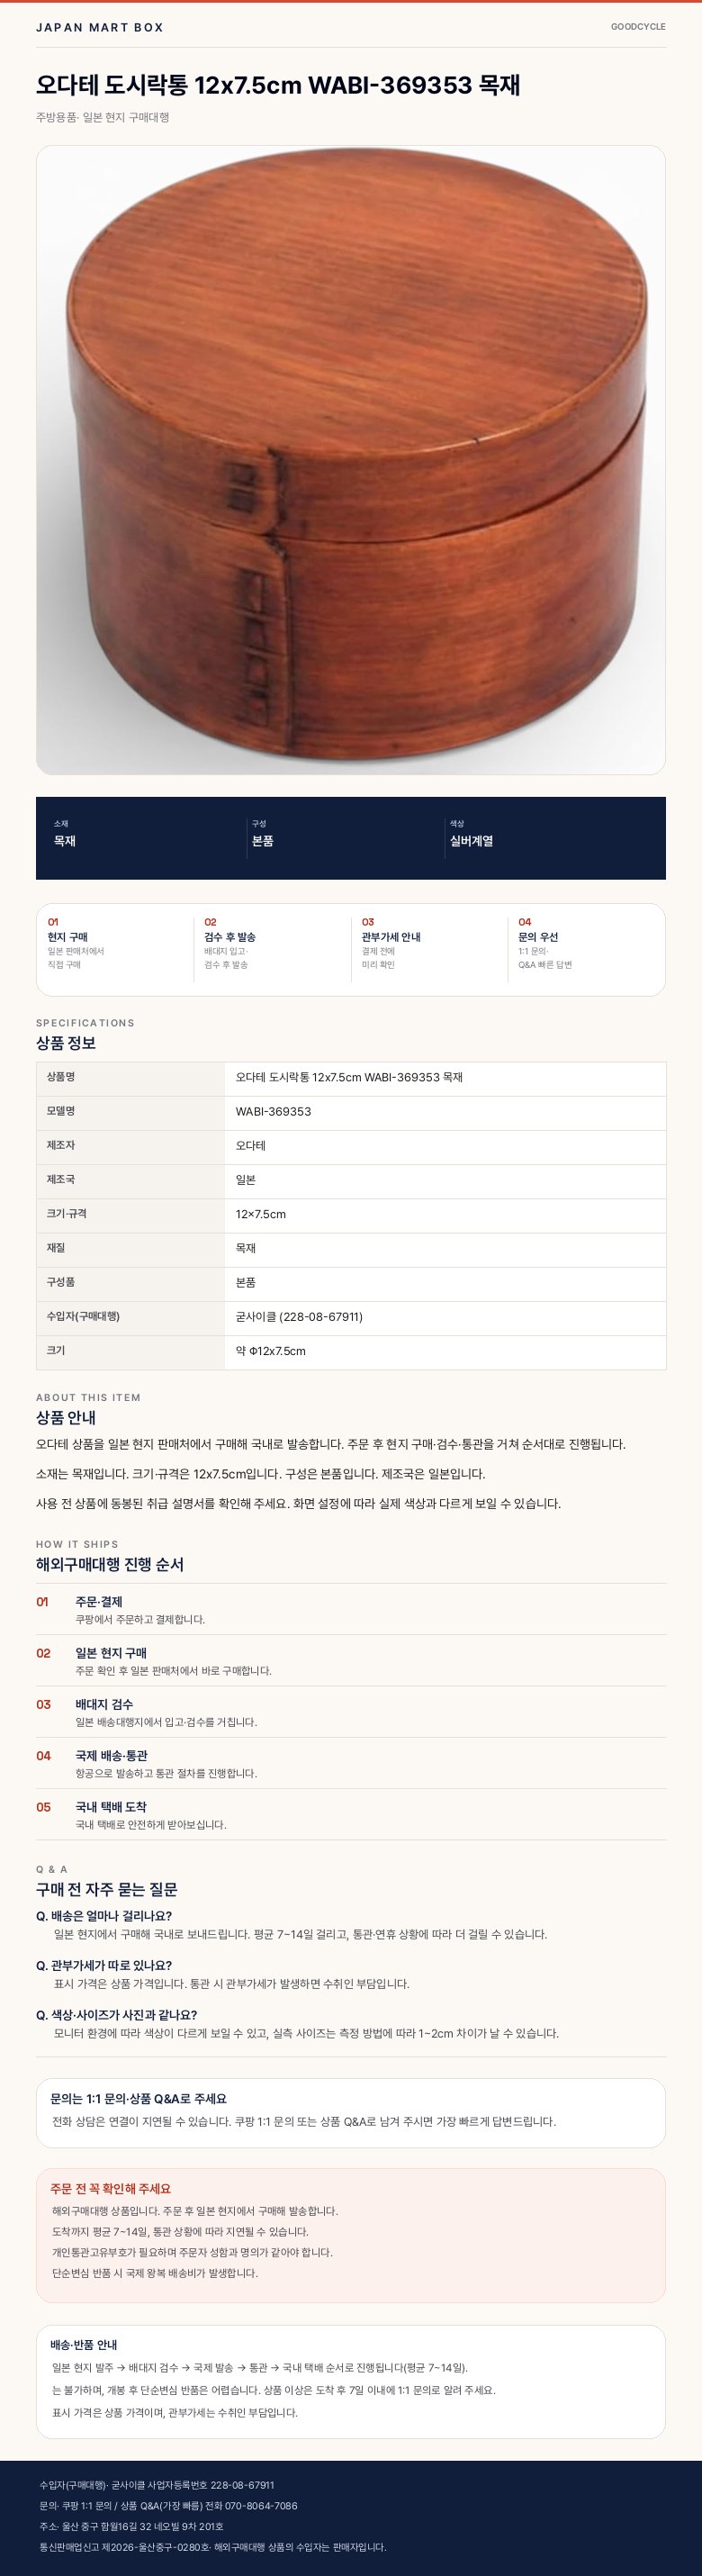 JAPAN MART BOX
GOODCYCLE
오다테 도시락통 12x7.5cm WABI-369353 목재
주방용품· 일본 현지 구매대행
소재
목재
구성
본품
색상
실버계열
01
현지 구매
일본 판매처에서
직접 구매
02
검수 후 발송
배대지 입고·
검수 후 발송
03
관부가세 안내
결제 전에
미리 확인
04
문의 우선
1:1 문의·
Q&A 빠른 답변
SPECIFICATIONS
상품 정보
상품명 오다테 도시락통 12x7.5cm WABI-369353 목재
모델명 WABI-369353
제조자 오다테
제조국 일본
크기·규격 12×7.5cm
재질 목재
구성품 본품
수입자(구매대행) 굳사이클 (228-08-67911)
크기 약 Φ12x7.5cm
ABOUT THIS ITEM
상품 안내
오다테 상품을 일본 현지 판매처에서 구매해 국내로 발송합니다. 주문 후 현지 구매·검수·통관을 거쳐 순서대로 진행됩니다.
소재는 목재입니다. 크기·규격은 12x7.5cm입니다. 구성은 본품입니다. 제조국은 일본입니다.
사용 전 상품에 동봉된 취급 설명서를 확인해 주세요. 화면 설정에 따라 실제 색상과 다르게 보일 수 있습니다.
HOW IT SHIPS
해외구매대행 진행 순서
01 주문·결제
쿠팡에서 주문하고 결제합니다.
02 일본 현지 구매
주문 확인 후 일본 판매처에서 바로 구매합니다.
03 배대지 검수
일본 배송대행지에서 입고·검수를 거칩니다.
04 국제 배송·통관
항공으로 발송하고 통관 절차를 진행합니다.
05 국내 택배 도착
국내 택배로 안전하게 받아보십니다.
Q & A
구매 전 자주 묻는 질문
Q. 배송은 얼마나 걸리나요?
일본 현지에서 구매해 국내로 보내드립니다. 평균 7~14일 걸리고, 통관·연휴 상황에 따라 더 걸릴 수 있습니다.
Q. 관부가세가 따로 있나요?
표시 가격은 상품 가격입니다. 통관 시 관부가세가 발생하면 수취인 부담입니다.
Q. 색상·사이즈가 사진과 같나요?
모니터 환경에 따라 색상이 다르게 보일 수 있고, 실측 사이즈는 측정 방법에 따라 1~2cm 차이가 날 수 있습니다.
문의는 1:1 문의·상품 Q&A로 주세요
전화 상담은 연결이 지연될 수 있습니다. 쿠팡 1:1 문의 또는 상품 Q&A로 남겨 주시면 가장 빠르게 답변드립니다.
주문 전 꼭 확인해 주세요
해외구매대행 상품입니다. 주문 후 일본 현지에서 구매해 발송합니다.
도착까지 평균 7~14일, 통관 상황에 따라 지연될 수 있습니다.
개인통관고유부호가 필요하며 주문자 성함과 명의가 같아야 합니다.
단순변심 반품 시 국제 왕복 배송비가 발생합니다.
배송·반품 안내
일본 현지 발주 → 배대지 검수 → 국제 발송 → 통관 → 국내 택배 순서로 진행됩니다(평균 7~14일).
는 불가하며, 개봉 후 단순변심 반품은 어렵습니다. 상품 이상은 도착 후 7일 이내에 1:1 문의로 알려 주세요.
표시 가격은 상품 가격이며, 관부가세는 수취인 부담입니다.
수입자(구매대행)· 굳사이클 사업자등록번호 228-08-67911
문의· 쿠팡 1:1 문의 / 상품 Q&A(가장 빠름) 전화 070-8064-7086
주소· 울산 중구 함월16길 32 네오빌 9차 201호
통신판매업신고 제2026-울산중구-0280호· 해외구매대행 상품의 수입자는 판매자입니다.